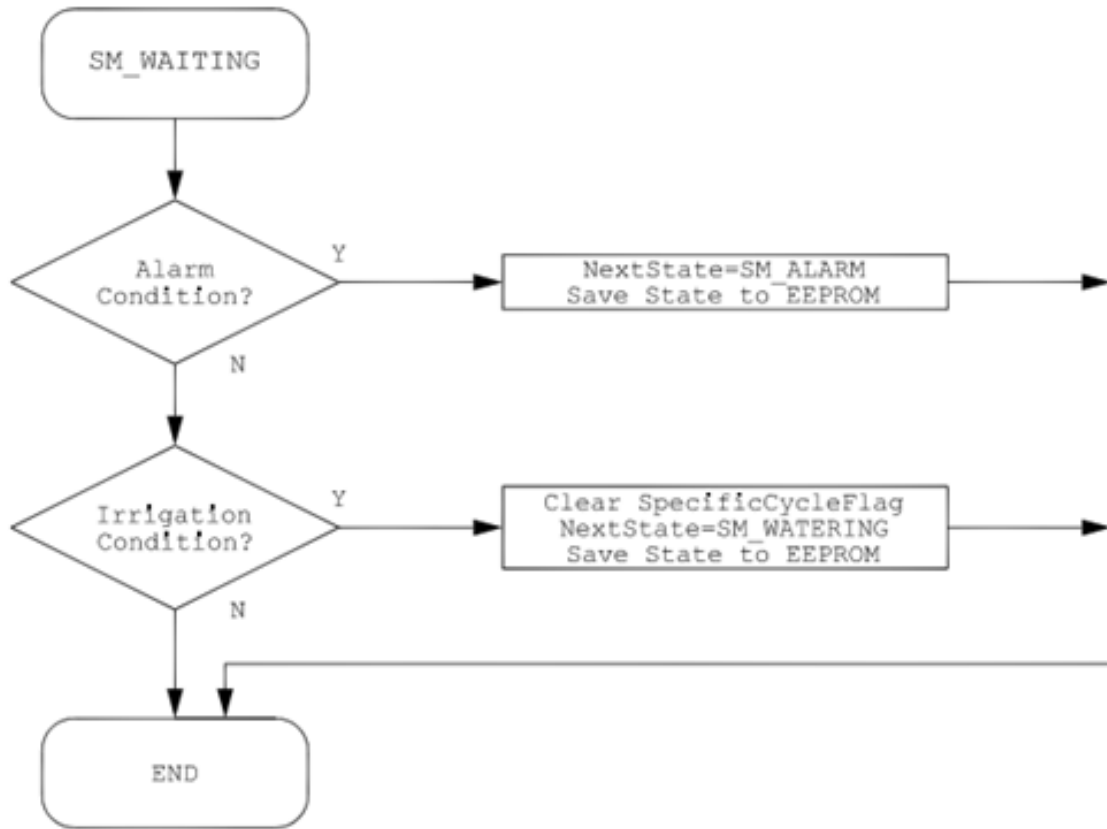 SM_WAITING
Alarm
Condition?
Y
NextState=SM_ALARM
Save State to EEPROM
N
Irrigation
Condition?
Y
Clear SpecificCycleFlag
NextState=SM_WATERING
Save State to EEPROM
N
END